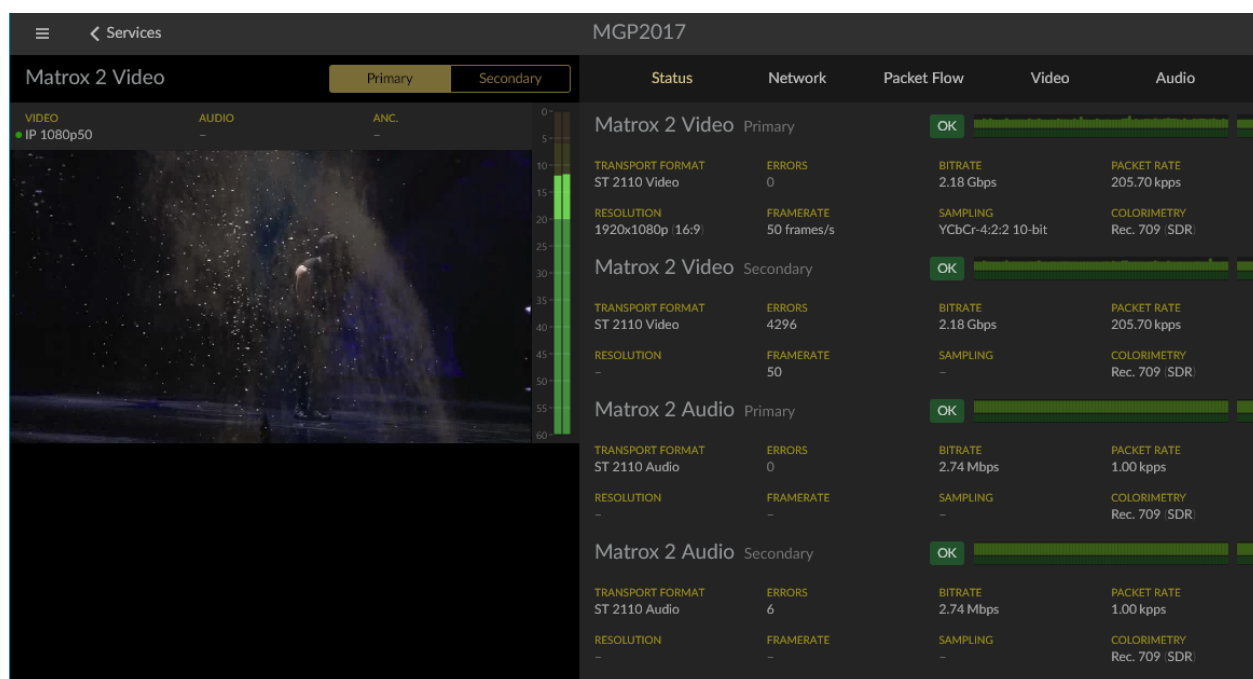 Services
MGP2017
Matrox 2 Video
Primary Secondary
Status Network Packet Flow Video Audio
VIDEO AUDIO ANC.
IP 1080p50 – –
0
5
10
15
20
25
30
35
40
45
50
55
60
Matrox 2 Video Primary OK
TRANSPORT FORMAT ERRORS BITRATE PACKET RATE
ST 2110 Video 0 2.18 Gbps 205.70 kpps
RESOLUTION FRAMERATE SAMPLING COLORIMETRY
1920x1080p (16:9) 50 frames/s YCbCr-4:2:2 10-bit Rec. 709 (SDR)
Matrox 2 Video Secondary OK
TRANSPORT FORMAT ERRORS BITRATE PACKET RATE
ST 2110 Video 4296 2.18 Gbps 205.70 kpps
RESOLUTION FRAMERATE SAMPLING COLORIMETRY
– 50 – Rec. 709 (SDR)
Matrox 2 Audio Primary OK
TRANSPORT FORMAT ERRORS BITRATE PACKET RATE
ST 2110 Audio 0 2.74 Mbps 1.00 kpps
RESOLUTION FRAMERATE SAMPLING COLORIMETRY
– – – Rec. 709 (SDR)
Matrox 2 Audio Secondary OK
TRANSPORT FORMAT ERRORS BITRATE PACKET RATE
ST 2110 Audio 6 2.74 Mbps 1.00 kpps
RESOLUTION FRAMERATE SAMPLING COLORIMETRY
– – – Rec. 709 (SDR)